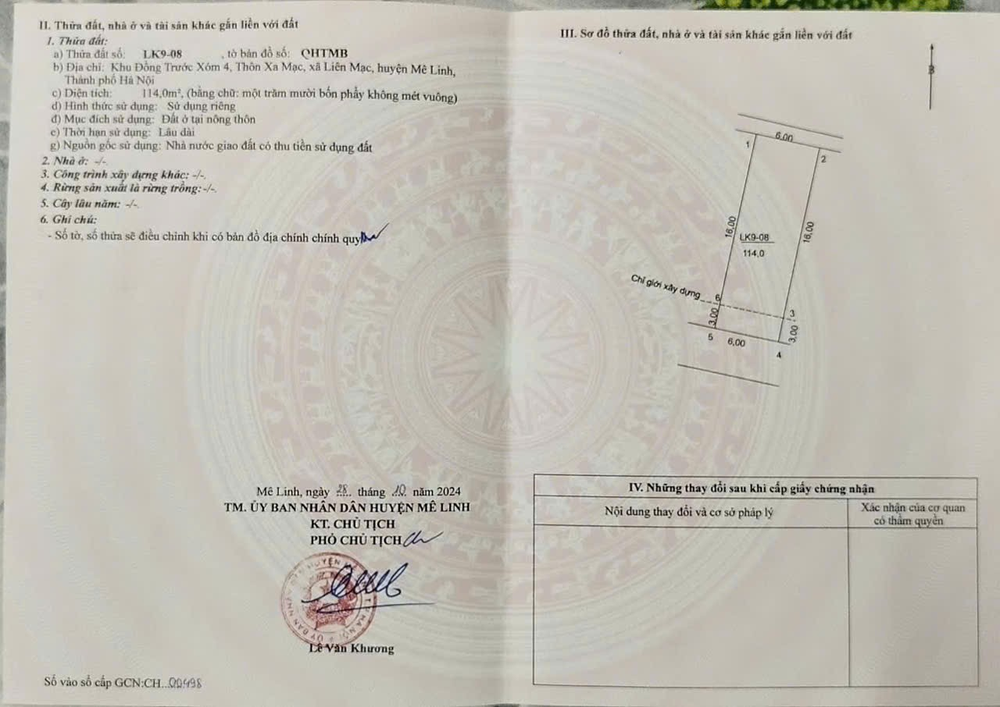 II. Thửa đất, nhà ở và tài sản khác gắn liền với đất
1. Thửa đất:
a) Thửa đất số: LK9-08 , tờ bản đồ số: QHTMB
b) Địa chỉ: Khu Đồng Trước Xóm 4, Thôn Xa Mạc, xã Liên Mạc, huyện Mê Linh,
Thành phố Hà Nội
c) Diện tích: 114,0m², (bằng chữ: một trăm mười bốn phẩy không mét vuông)
d) Hình thức sử dụng: Sử dụng riêng
đ) Mục đích sử dụng: Đất ở tại nông thôn
e) Thời hạn sử dụng: Lâu dài
g) Nguồn gốc sử dụng: Nhà nước giao đất có thu tiền sử dụng đất
2. Nhà ở: -/-.
3. Công trình xây dựng khác: -/-.
4. Rừng sản xuất là rừng trồng:-/-.
5. Cây lâu năm: -/-.
6. Ghi chú:
- Số tờ, số thửa sẽ điều chỉnh khi có bản đồ địa chính chính quy
Mê Linh, ngày 28 tháng 10 năm 2024
TM. ỦY BAN NHÂN DÂN HUYỆN MÊ LINH
KT. CHỦ TỊCH
PHÓ CHỦ TỊCH
Lê Văn Khương
Số vào sổ cấp GCN:CH...00498
III. Sơ đồ thửa đất, nhà ở và tài sản khác gắn liền với đất
B
6,00
1
2
16,00
16,00
LK9-08
114,0
Chỉ giới xây dựng
6
3
3,00
3,00
5
6,00
4
IV. Những thay đổi sau khi cấp giấy chứng nhận
Nội dung thay đổi và cơ sở pháp lý
Xác nhận của cơ quan
có thẩm quyền